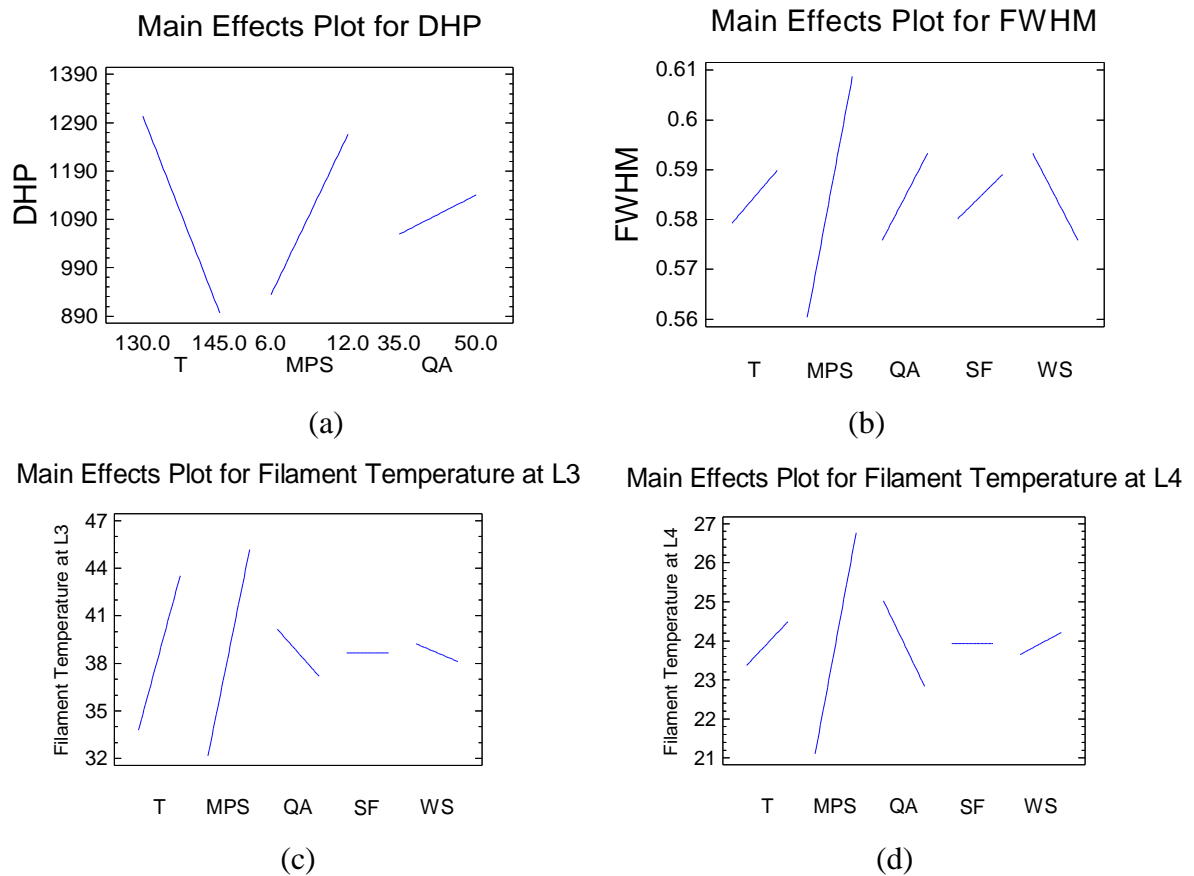 Main Effects Plot for DHP
DHP
1390
1290
1190
1090
990
890
130.0 145.0 6.0 12.0 35.0 50.0
T MPS QA
(a)
Main Effects Plot for FWHM
FWHM
0.61
0.6
0.59
0.58
0.57
0.56
T MPS QA SF WS
(b)
Main Effects Plot for Filament Temperature at L3
Filament Temperature at L3
47
44
41
38
35
32
T MPS QA SF WS
(c)
Main Effects Plot for Filament Temperature at L4
Filament Temperature at L4
27
26
25
24
23
22
21
T MPS QA SF WS
(d)